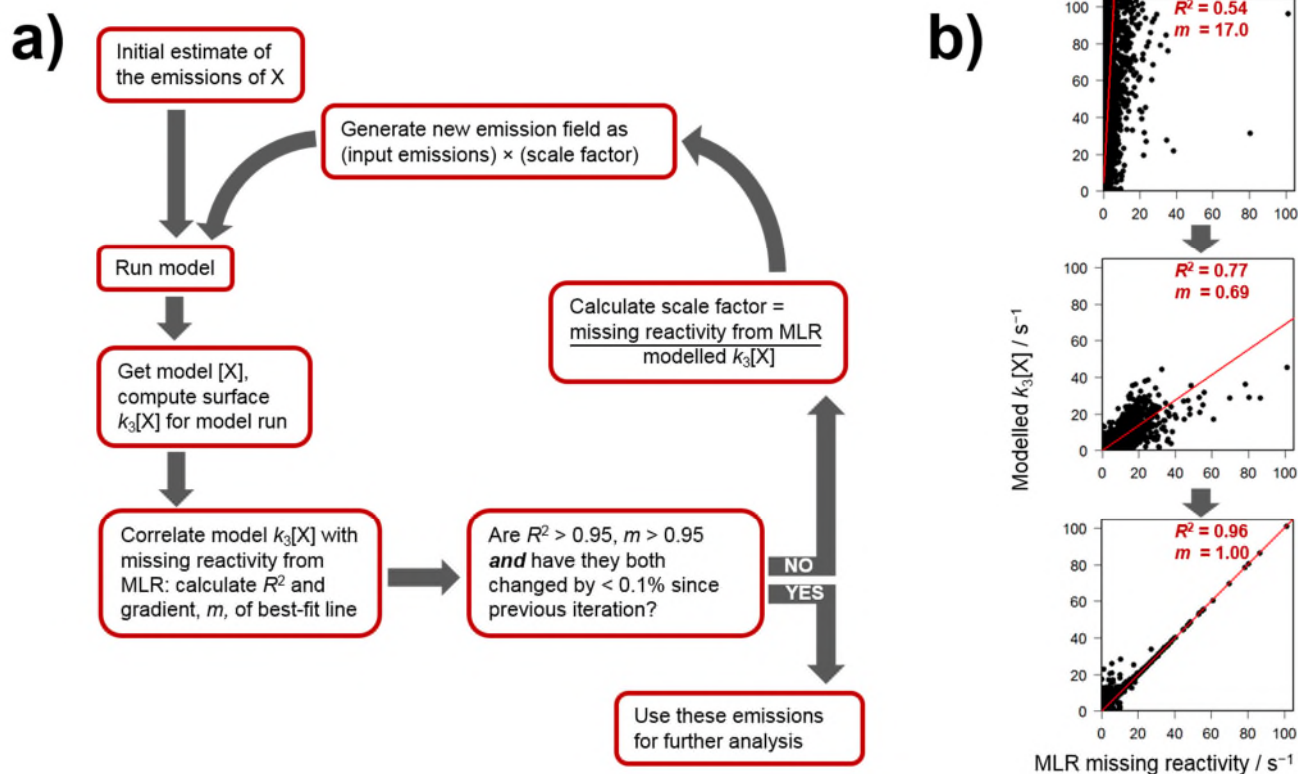 a)
Initial estimate of
the emissions of X
Generate new emission field as
(input emissions) × (scale factor)
Run model
Calculate scale factor =
missing reactivity from MLR
modelled k₃[X]
Get model [X],
compute surface
k₃[X] for model run
Correlate model k₃[X] with
missing reactivity from
MLR: calculate R² and
gradient, m, of best-fit line
Are R² > 0.95, m > 0.95
and have they both
changed by < 0.1% since
previous iteration?
NO
YES
Use these emissions
for further analysis
b)
R² = 0.54
m = 17.0
100
80
60
40
20
0
0 20 40 60 80 100
R² = 0.77
m = 0.69
100
80
60
40
20
0
0 20 40 60 80 100
Modelled k₃[X] / s⁻¹
R² = 0.96
m = 1.00
100
80
60
40
20
0
0 20 40 60 80 100
MLR missing reactivity / s⁻¹